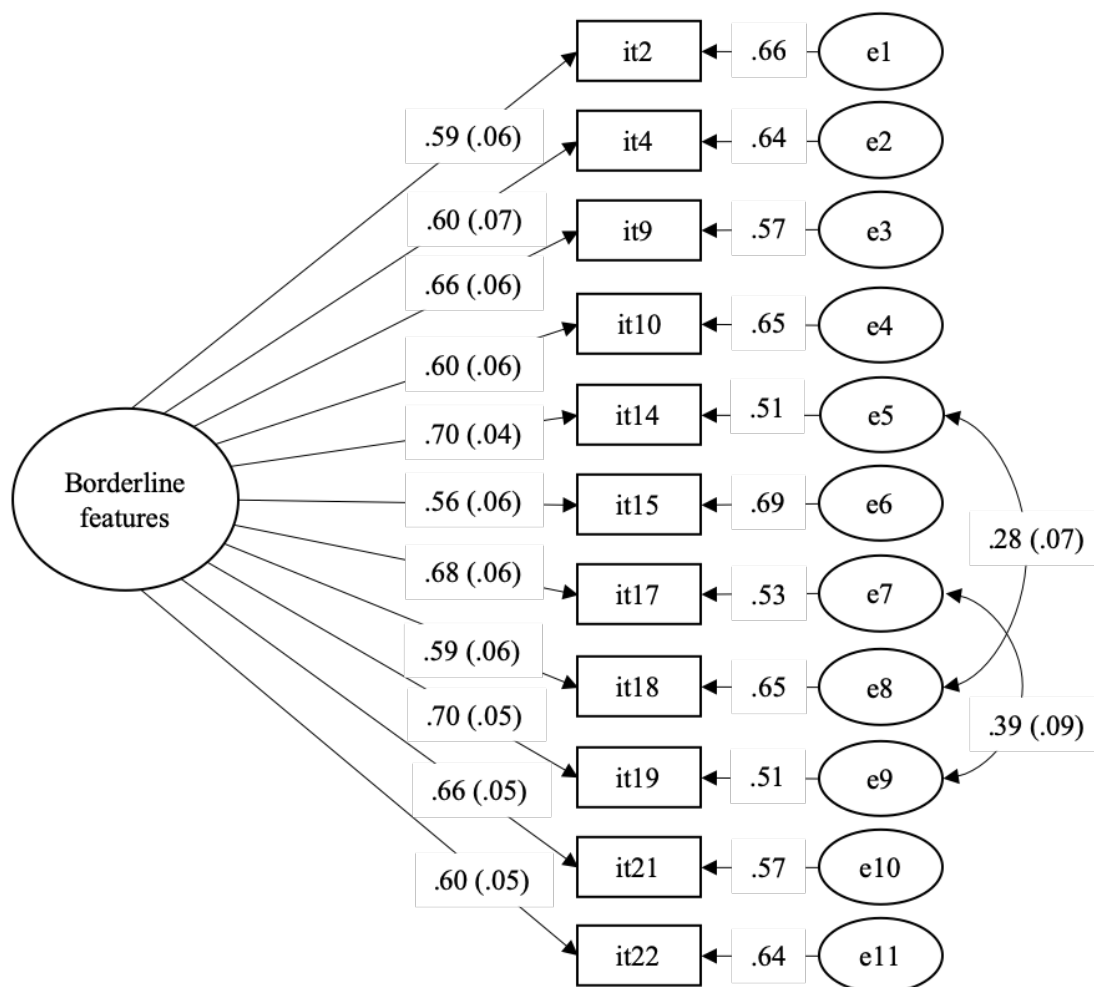 it2
.66
e1
.59 (.06)
it4
.64
e2
.60 (.07)
it9
.57
e3
.66 (.06)
it10
.65
e4
.60 (.06)
it14
.51
e5
.70 (.04)
Borderline
features
.56 (.06)
it15
.69
e6
.28 (.07)
.68 (.06)
it17
.53
e7
.59 (.06)
it18
.65
e8
.70 (.05)
.39 (.09)
it19
.51
e9
.66 (.05)
it21
.57
e10
.60 (.05)
it22
.64
e11